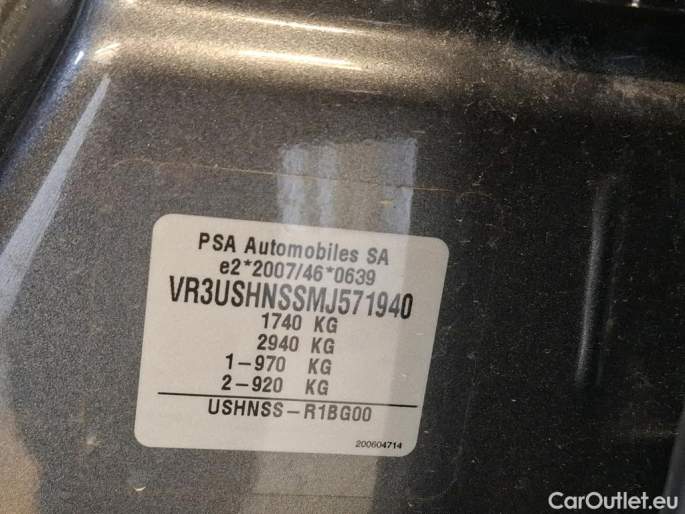 PSA Automobiles SA
e2*2007/46*0639
VR3USHNSSMJ571940
1740 KG
2940 KG
1-970 KG
2-920 KG
USHNSS-R1BG00
200604714
CarOutlet.eu